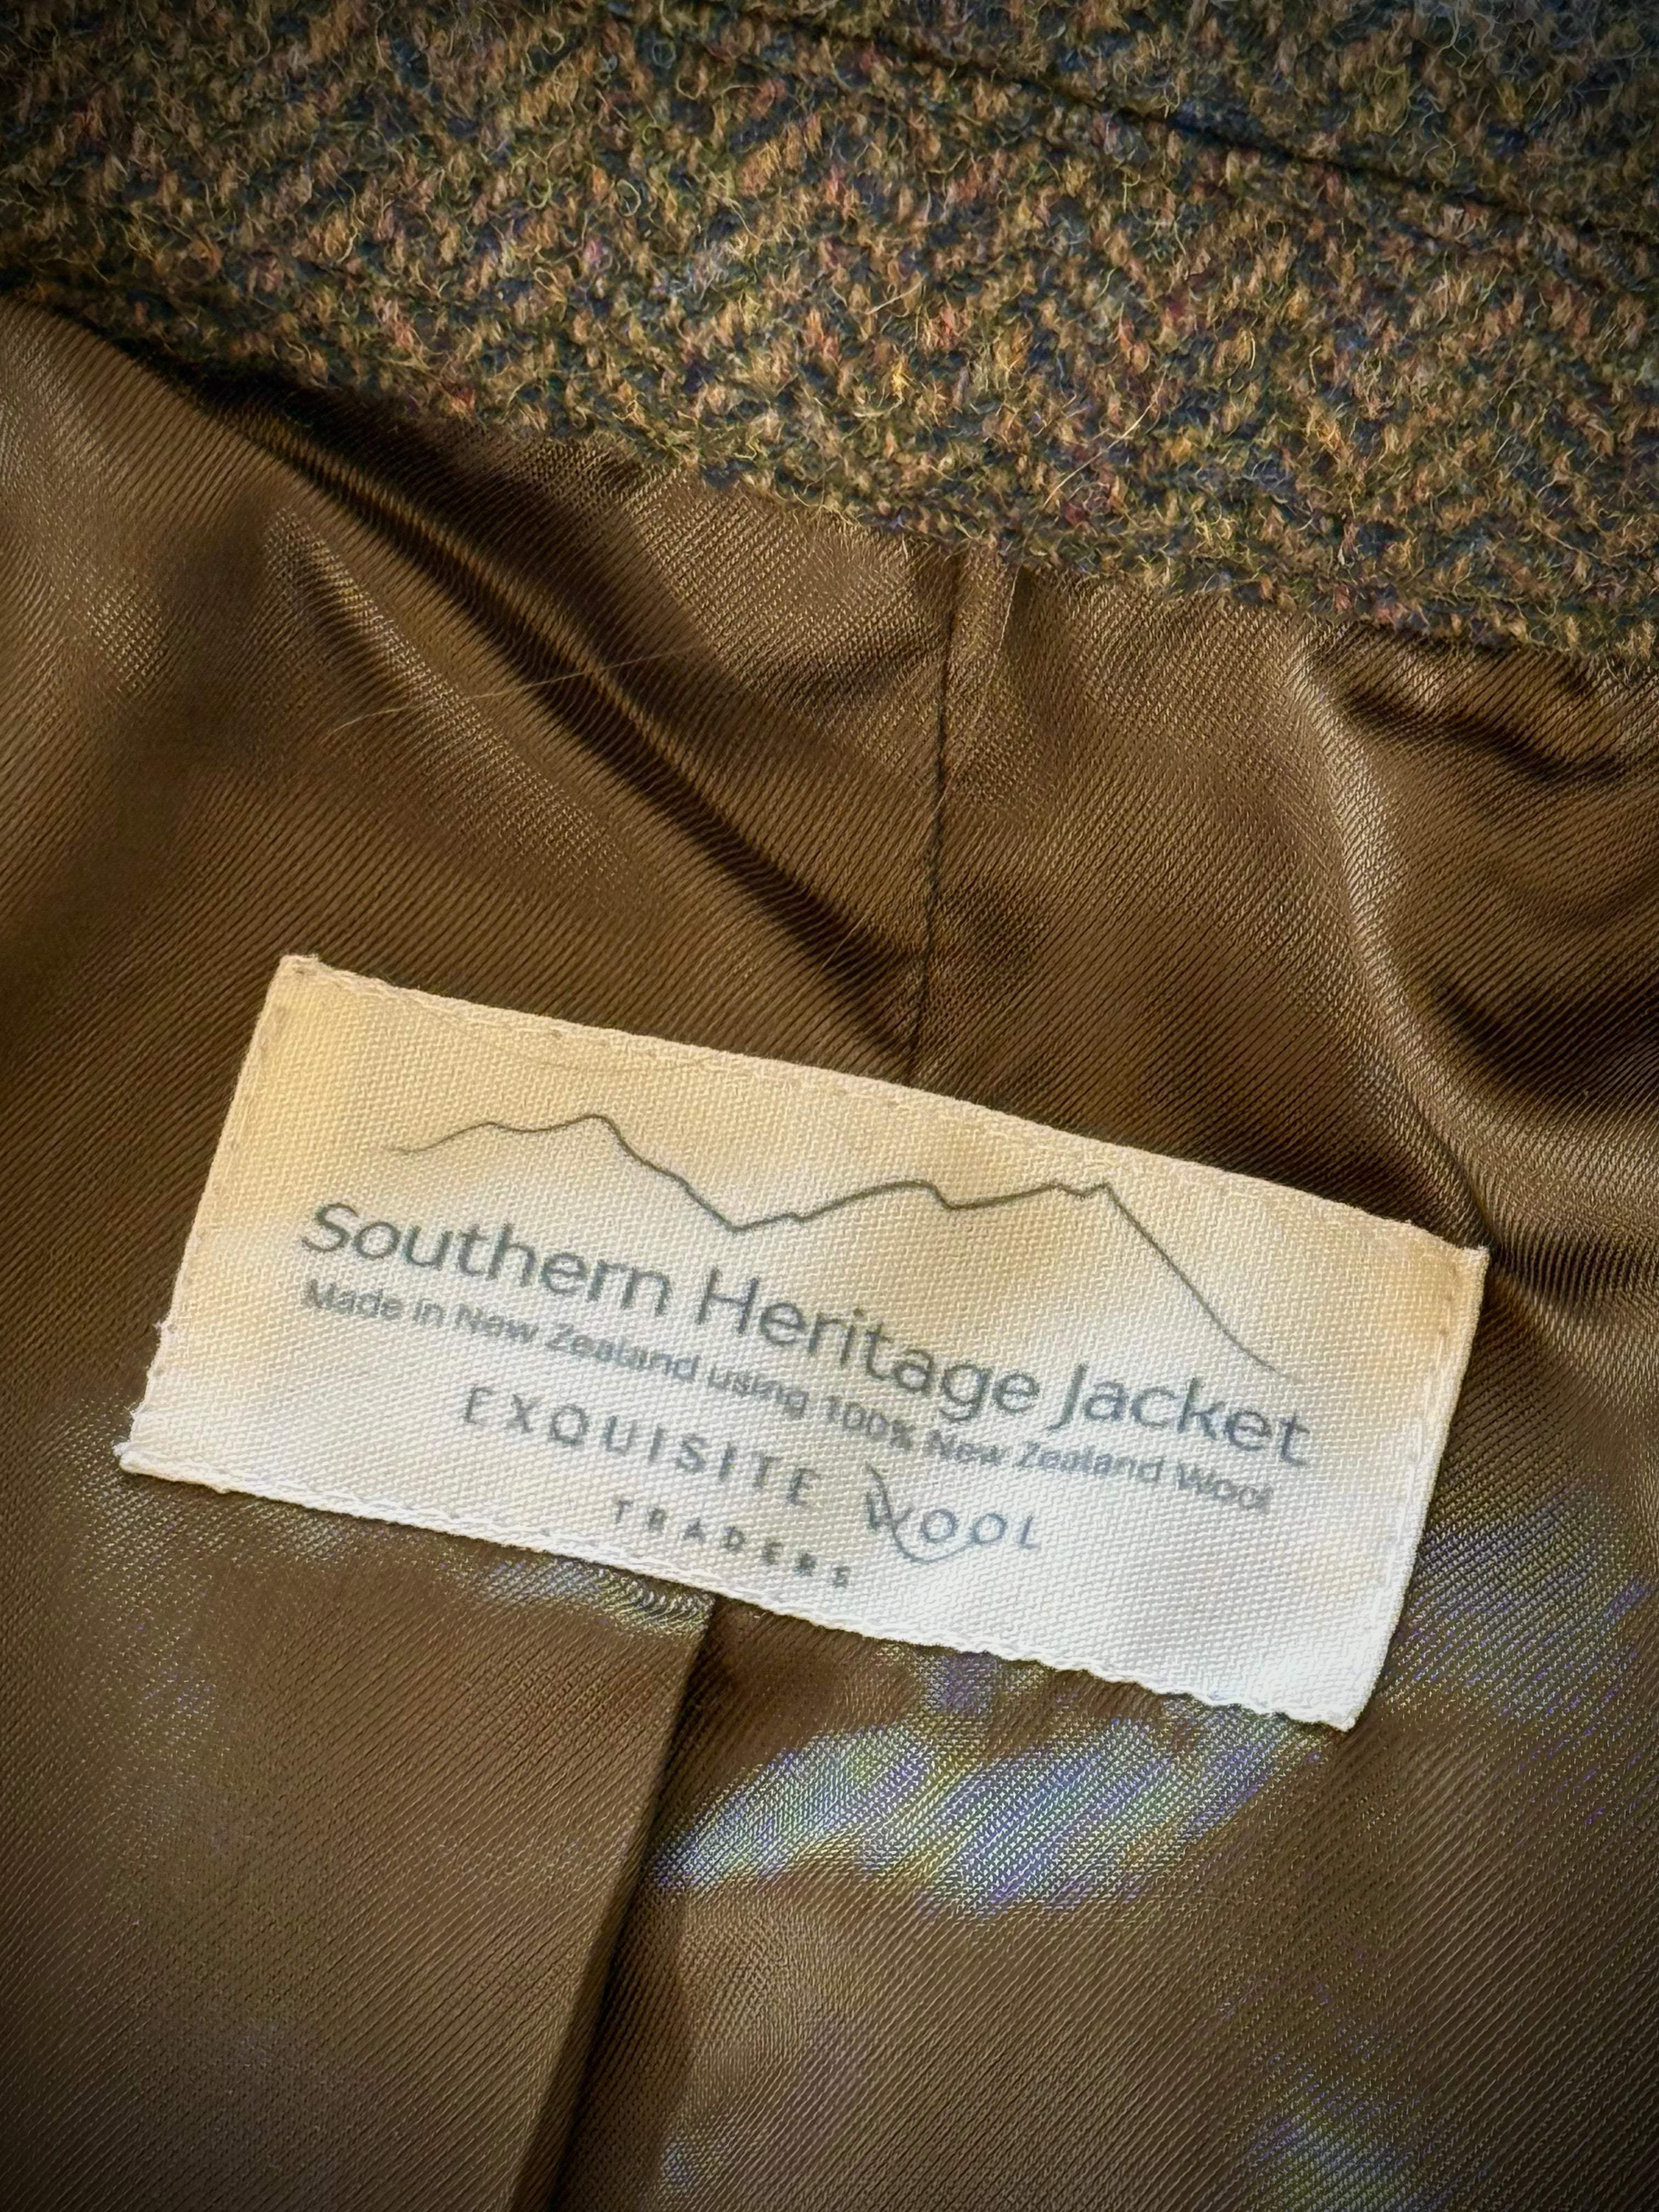 Southern Heritage Jacket
Made in New Zealand using 100% New Zealand Wool
EXQUISITE WOOL
TRADERS